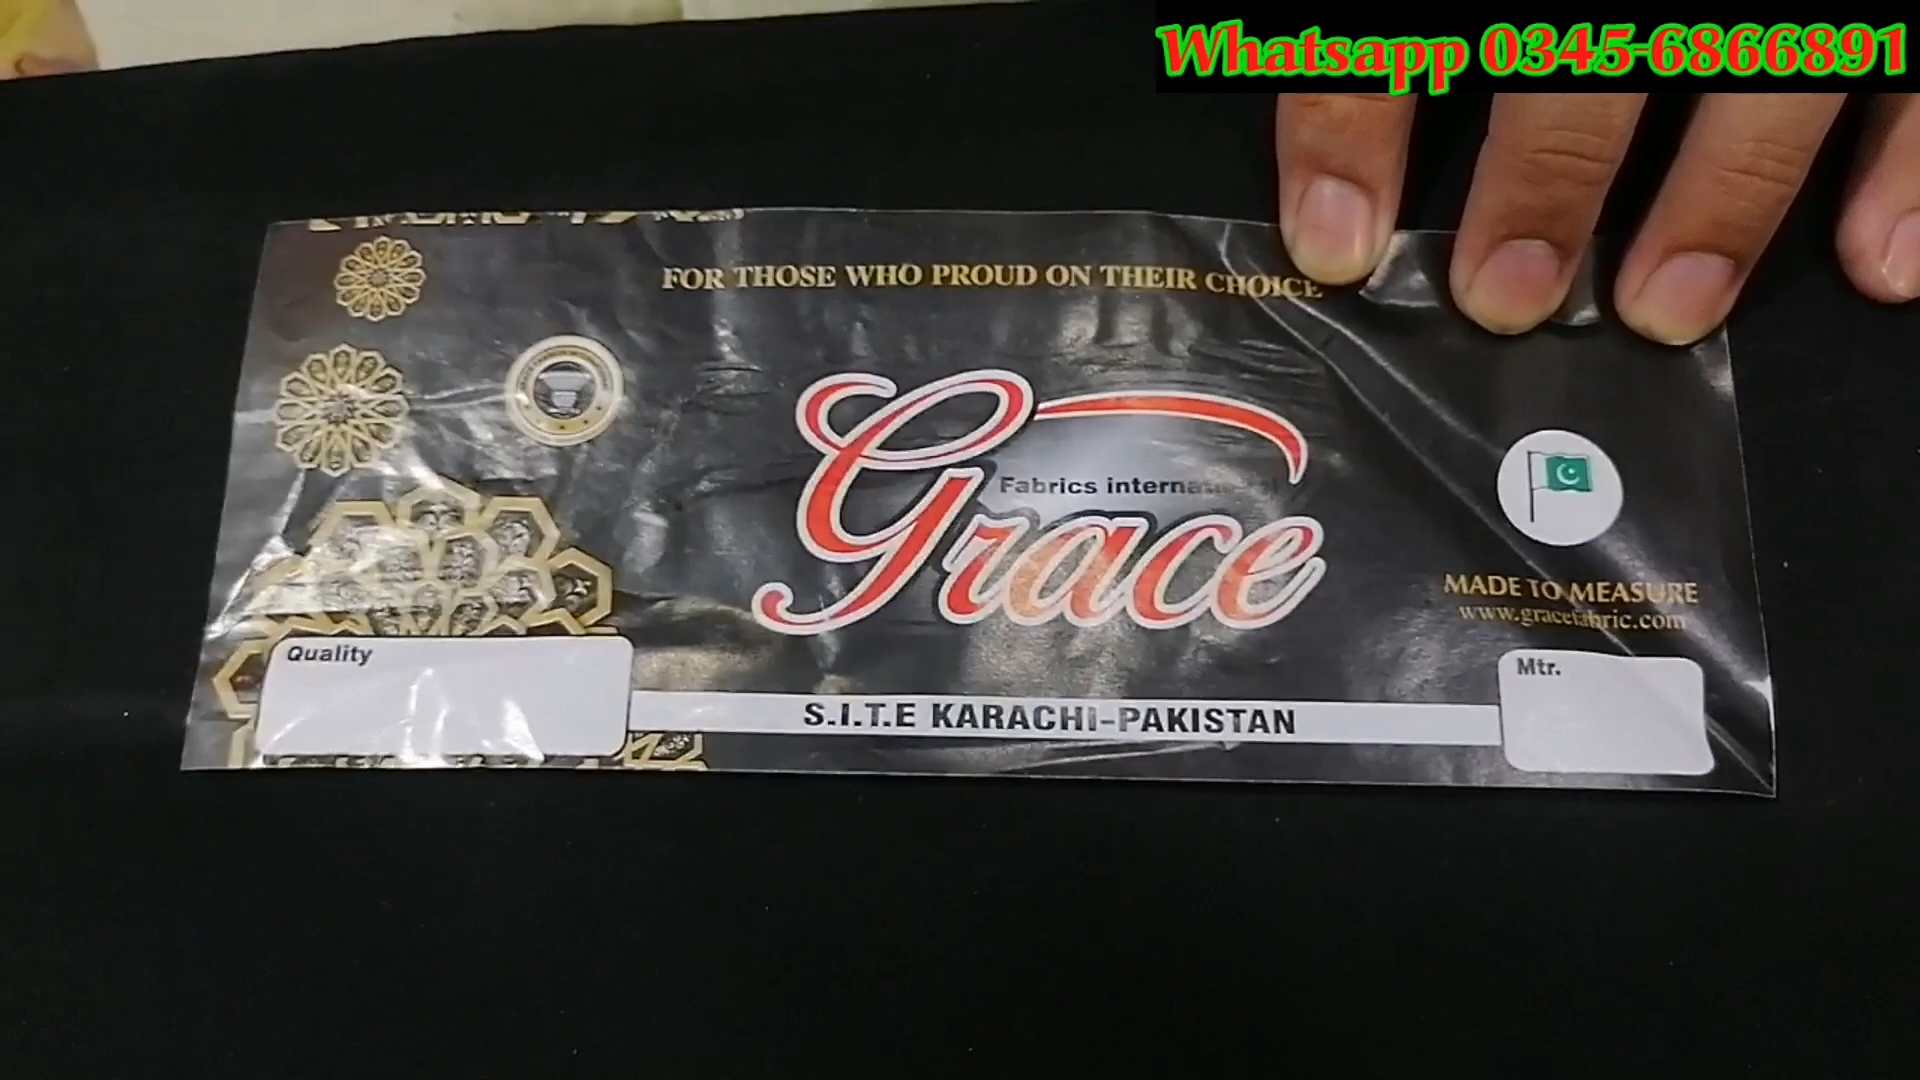 Whatsapp 0345-6866891
FOR THOSE WHO PROUD ON THEIR CHOICE
Fabrics international
Grace
MADE TO MEASURE
www.gracefabric.com
Quality
Mtr.
S.I.T.E KARACHI-PAKISTAN